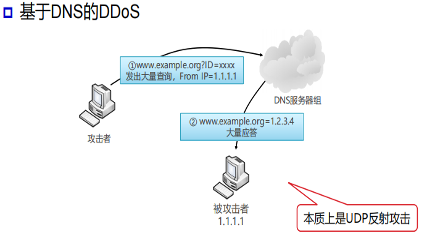 基于DNS的DDoS
①www.example.org?ID=xxxx
发出大量查询，From IP=1.1.1.1
DNS服务器组
攻击者
② www.example.org=1.2.3.4
大量应答
被攻击者
1.1.1.1
本质上是UDP反射攻击